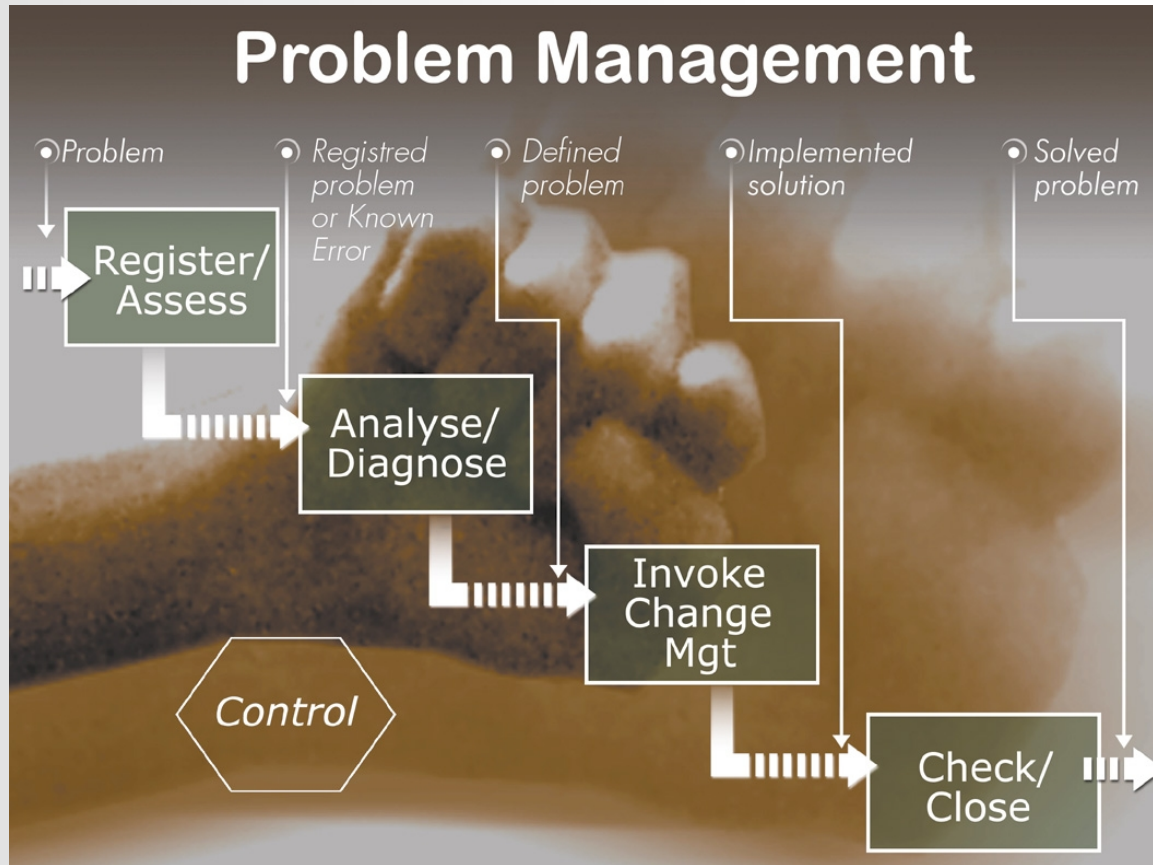 Problem Management
Problem
Registred
problem
or Known
Error
Defined
problem
Implemented
solution
Solved
problem
Register/
Assess
Analyse/
Diagnose
Invoke
Change
Mgt
Control
Check/
Close